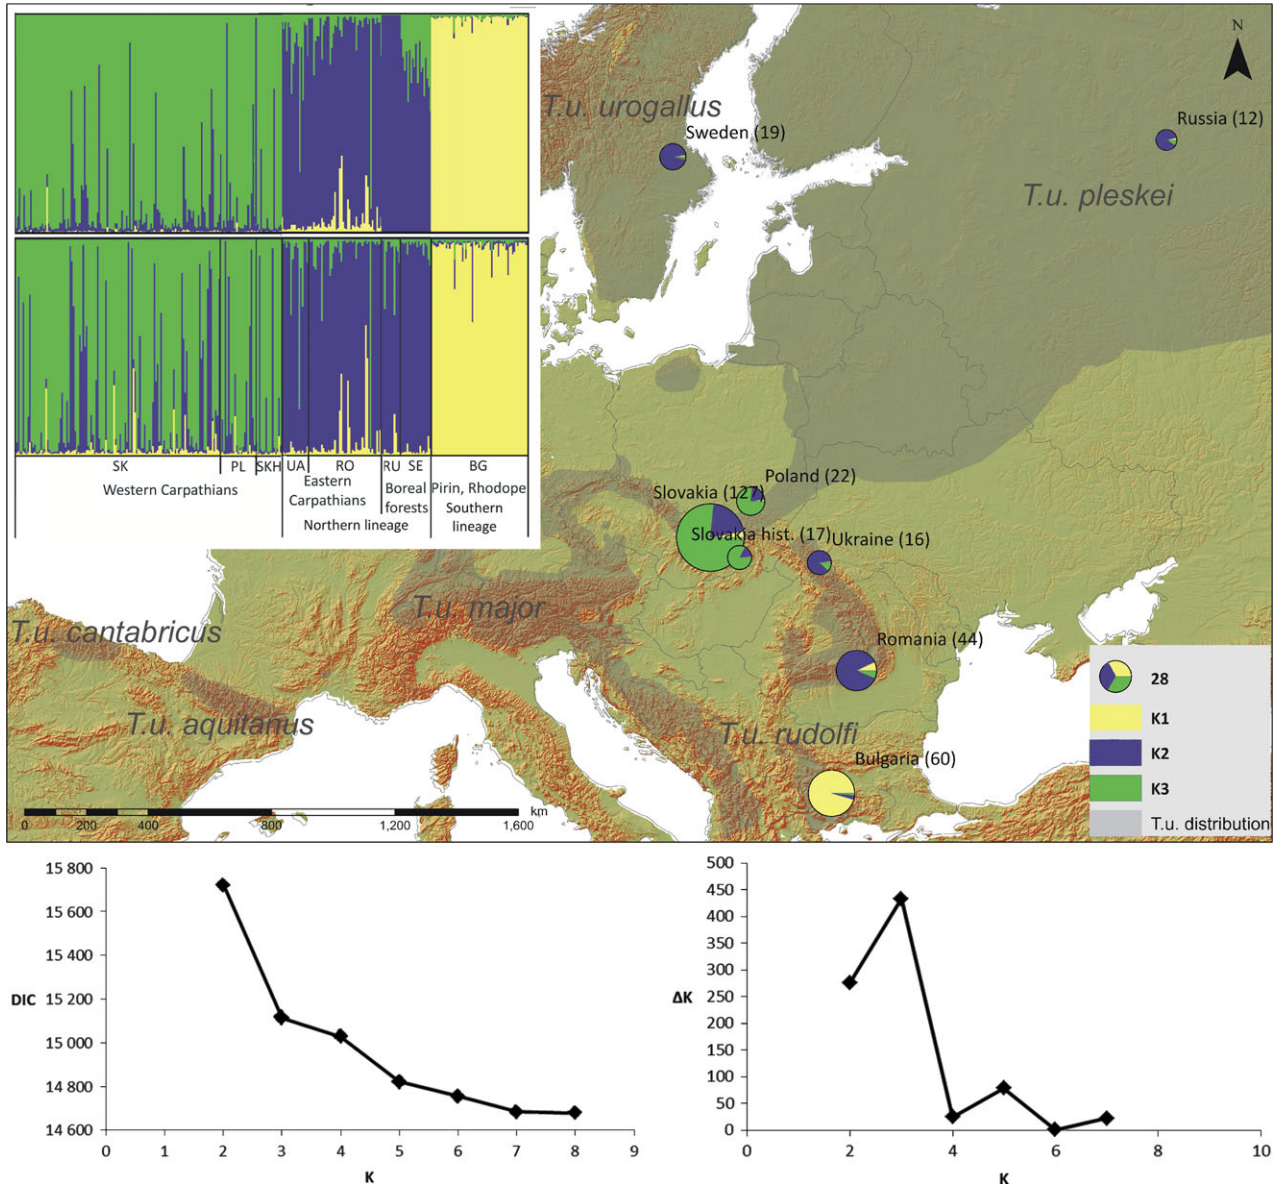 N
T.u. urogallus
Sweden (19)
Russia (12)
T.u. pleskei
SK
PL
SKH
UA
RO
RU
SE
BG
Western Carpathians
Eastern
Carpathians
Boreal
forests
Pirin, Rhodope
Southern
lineage
Northern lineage
Poland (22)
Slovakia (127)
Slovakia hist. (17)
Ukraine (16)
T.u. major
T.u. cantabricus
Romania (44)
T.u. aquitanus
T.u. rudolfi
Bulgaria (60)
28
K1
K2
K3
T.u. distribution
km
0 200 400 800 1,200 1,600
15 800
15 600
15 400
15 200
15 000
14 800
14 600
DIC
0 1 2 3 4 5 6 7 8 9
K
500
450
400
350
300
250
200
150
100
50
0
ΔK
0 2 4 6 8 10
K